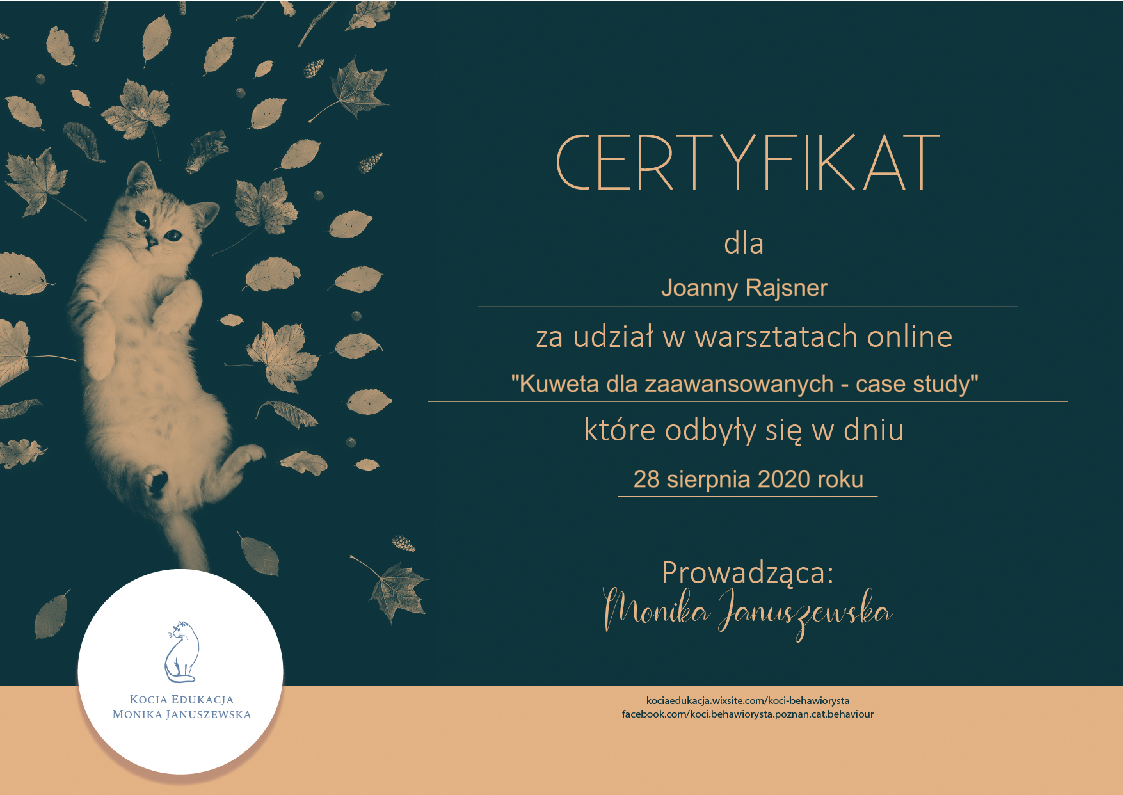 CERTYFIKAT
dla
Joanny Rajsner
za udział w warsztatach online
"Kuweta dla zaawansowanych - case study"
które odbyły się w dniu
28 sierpnia 2020 roku
Prowadząca:
Monika Januszewska
Kocia Edukacja
Monika Januszewska
kociaedukacja.wixsite.com/koci-behawiorysta
facebook.com/koci.behawiorysta.poznan.cat.behaviour